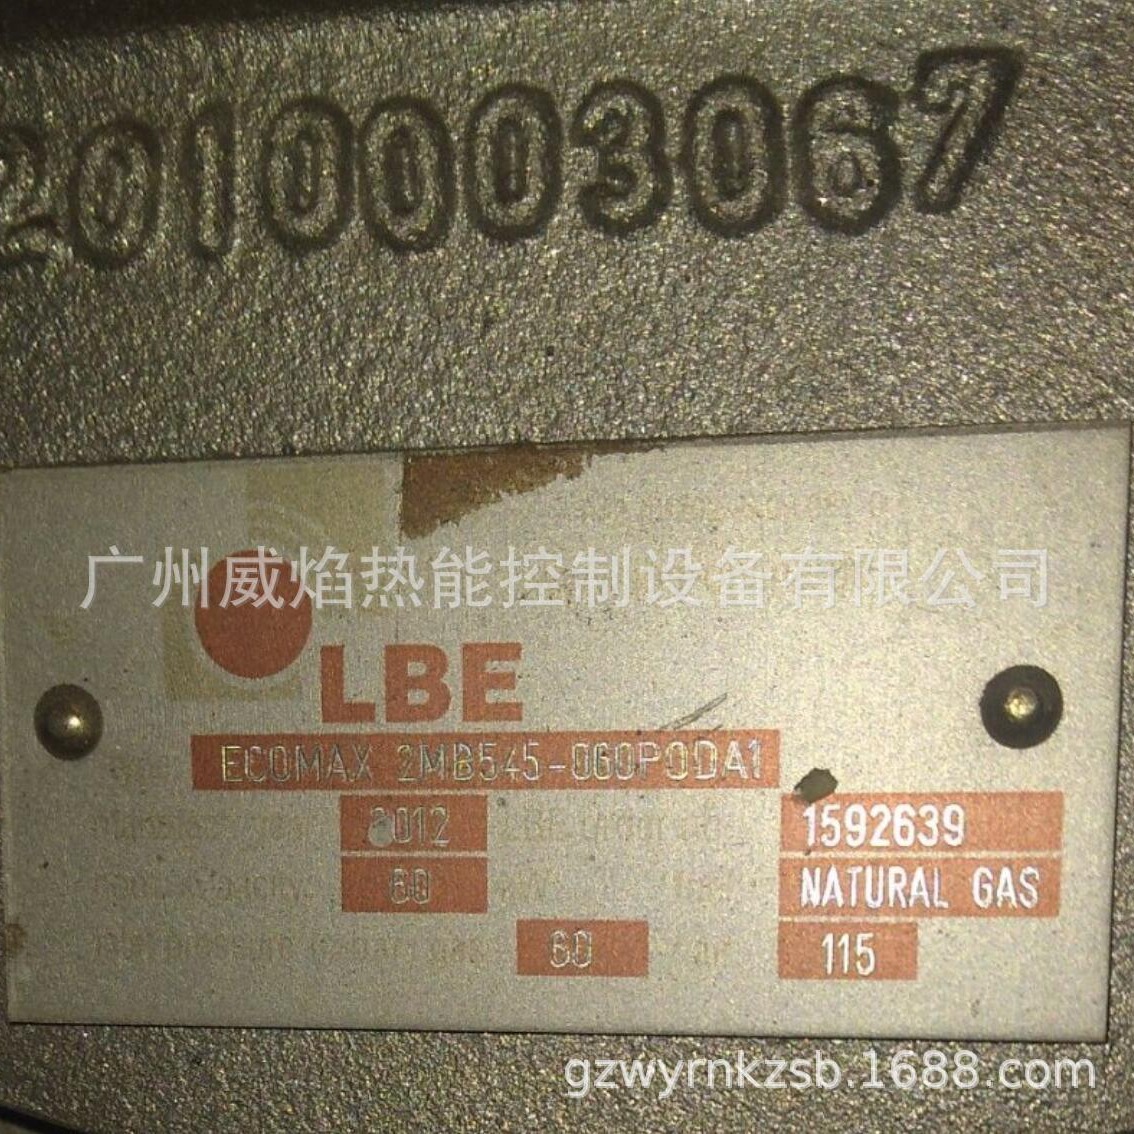 2010003067
广州威焰热能控制设备有限公司
LBE
ECOMAX 2MB545-060PODA1
2012 1592639
60 NATURAL GAS
60 115
gzwyrnkzsb.1688.com